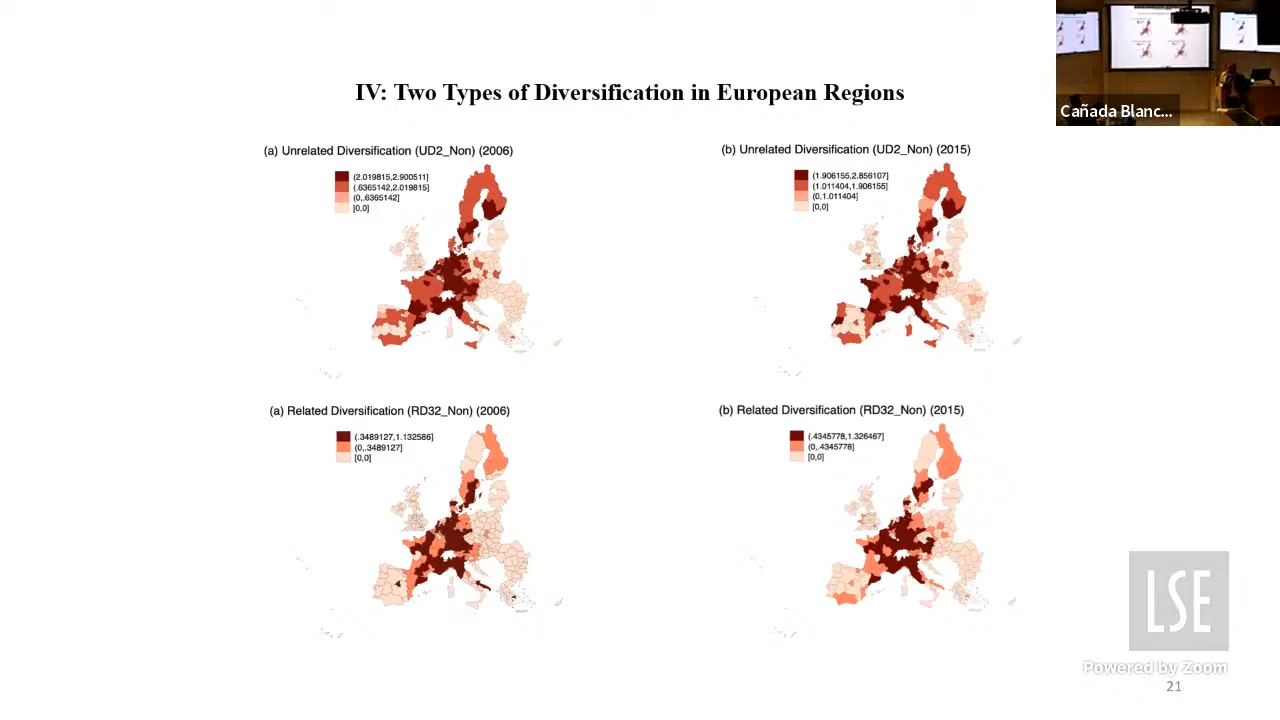 Cañada Blanc...
IV: Two Types of Diversification in European Regions
(a) Unrelated Diversification (UD2_Non) (2006)
(2.019815,2.900511]
(.6365142,2.019815]
(0,.6365142]
[0,0]
(b) Unrelated Diversification (UD2_Non) (2015)
(1.906155,2.856107]
(1.011404,1.906155]
(0,1.011404]
[0,0]
(a) Related Diversification (RD32_Non) (2006)
(.3489127,1.132586]
(0,.3489127]
[0,0]
(b) Related Diversification (RD32_Non) (2015)
(.4345778,1.326467]
(0,.4345778]
[0,0]
LSE
Powered by Zoom
21